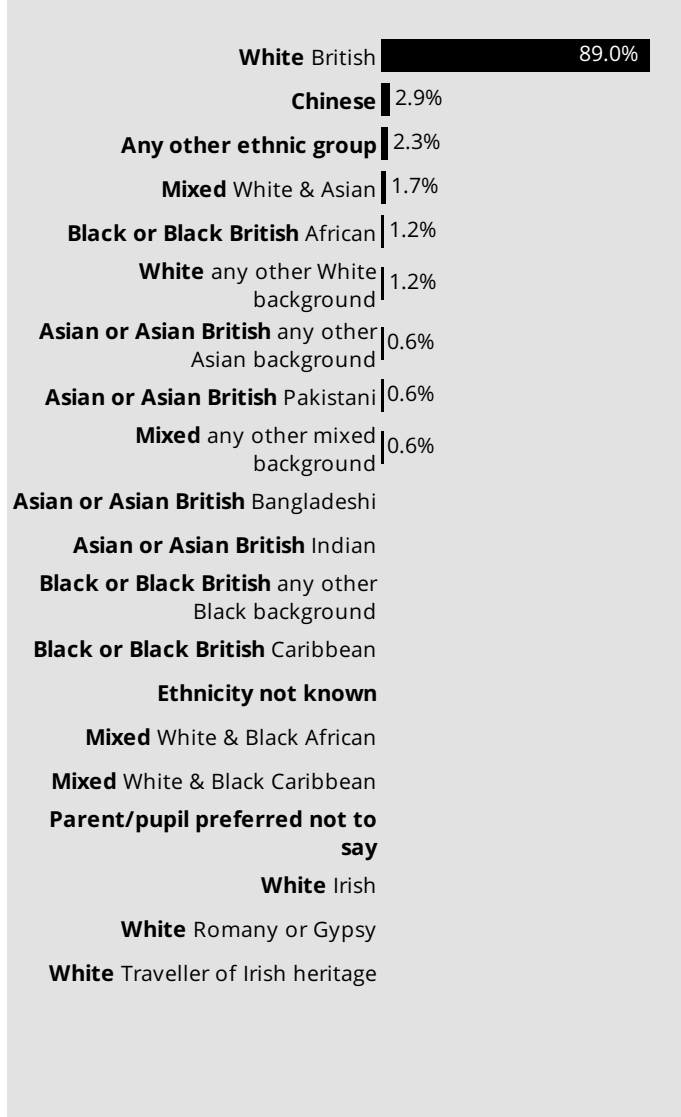 White British 89.0%
Chinese 2.9%
Any other ethnic group 2.3%
Mixed White & Asian 1.7%
Black or Black British African 1.2%
White any other White
background 1.2%
Asian or Asian British any other
Asian background 0.6%
Asian or Asian British Pakistani 0.6%
Mixed any other mixed
background 0.6%
Asian or Asian British Bangladeshi
Asian or Asian British Indian
Black or Black British any other
Black background
Black or Black British Caribbean
Ethnicity not known
Mixed White & Black African
Mixed White & Black Caribbean
Parent/pupil preferred not to
say
White Irish
White Romany or Gypsy
White Traveller of Irish heritage